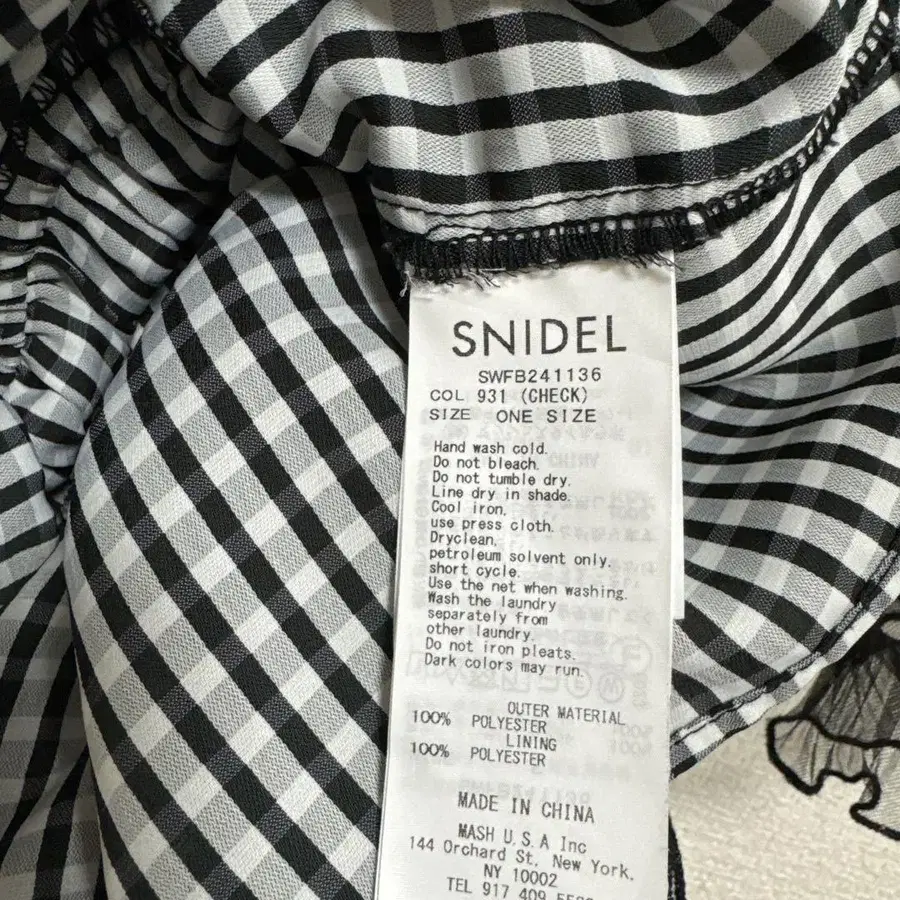 SNIDEL
SWFB241136
COL 931 (CHECK)
SIZE ONE SIZE
Hand wash cold.
Do not bleach.
Do not tumble dry.
Line dry in shade.
Cool iron,
use press cloth.
Dryclean,
petroleum solvent only.
short cycle.
Use the net when washing.
Wash the laundry
separately from
other laundry.
Do not iron pleats.
Dark colors may run.
OUTER MATERIAL
100% POLYESTER
LINING
100% POLYESTER
MADE IN CHINA
MASH U.S.A Inc
144 Orchard St. New York.
NY 10002
TEL 917 409